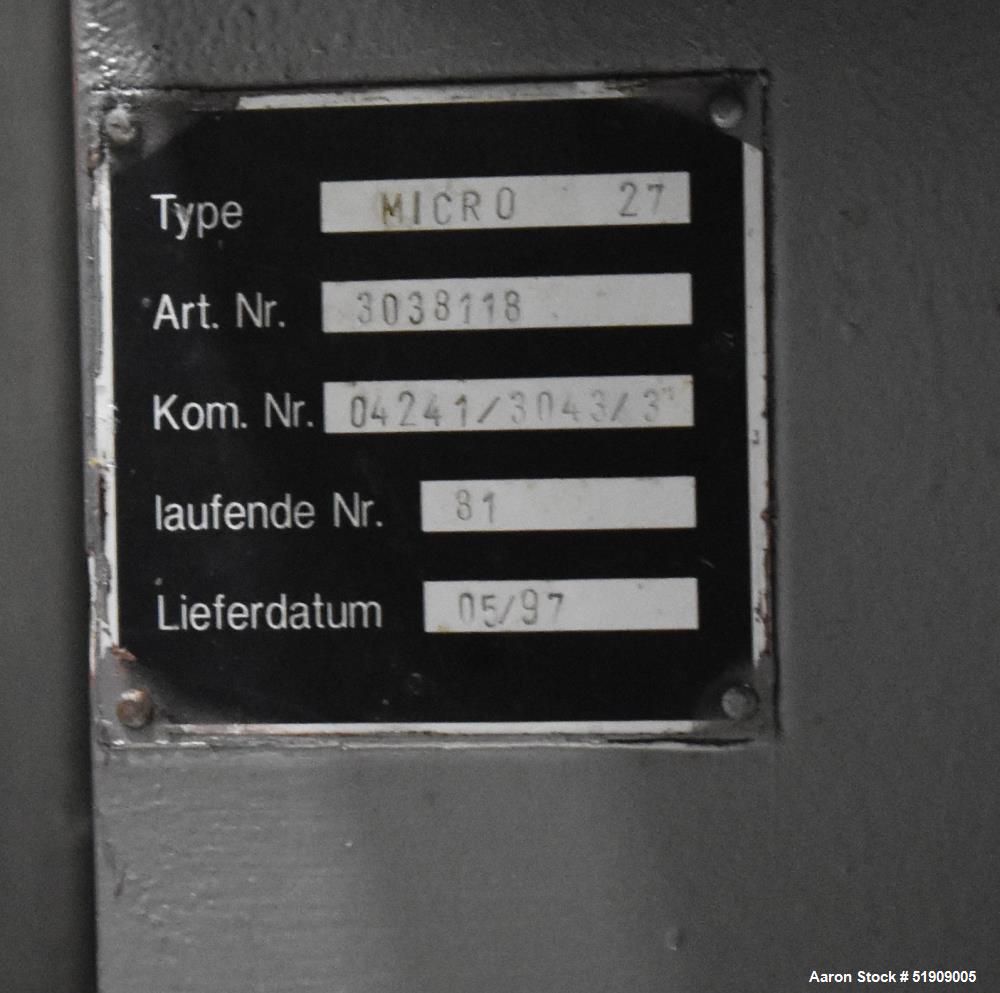 Type MICRO 27
Art. Nr. 3038118
Kom. Nr. 04241/3043/3
laufende Nr. 81
Lieferdatum 05/97
Aaron Stock # 51909005